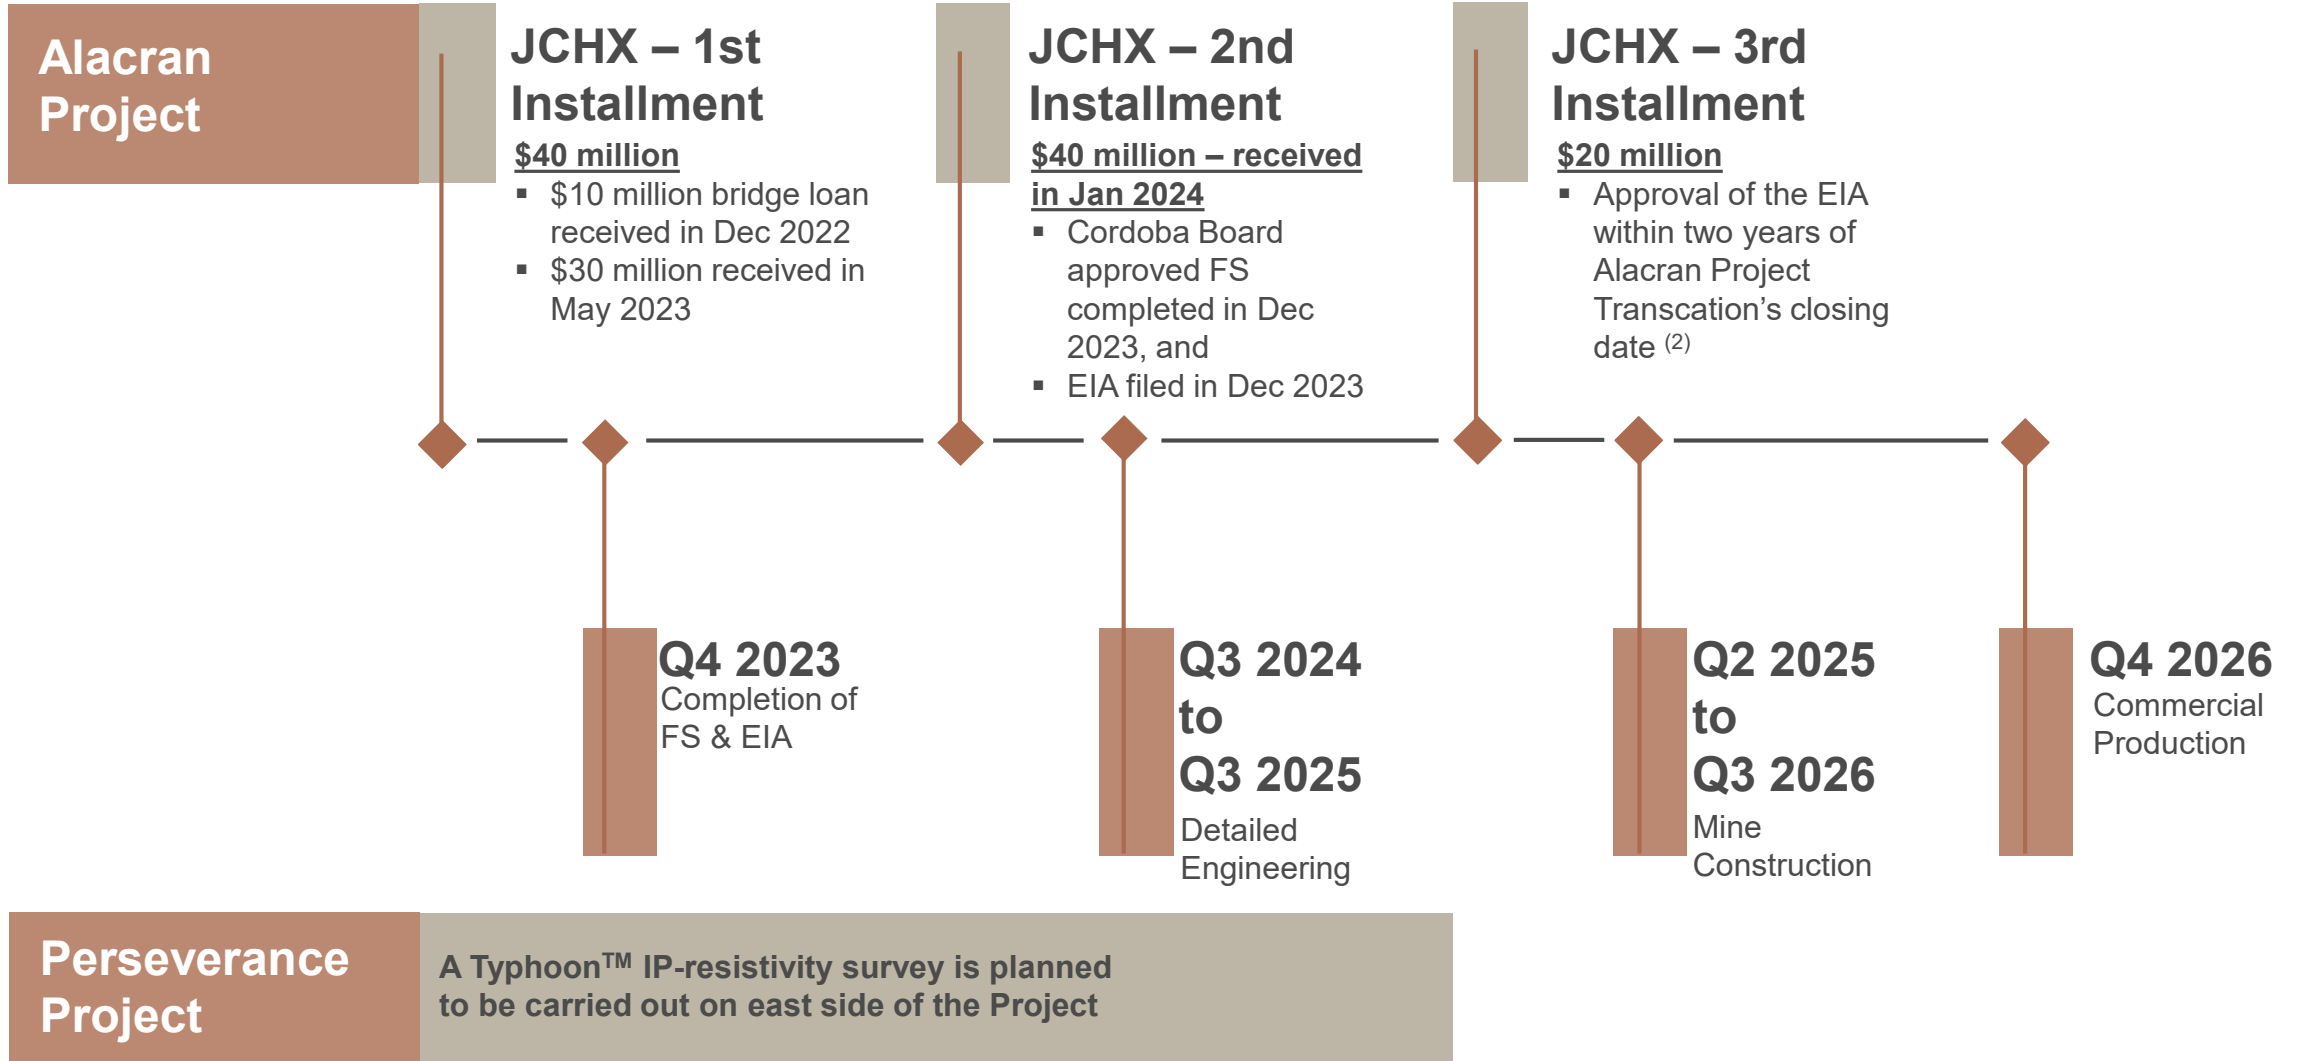 Alacran
Project
JCHX – 1st
Installment
$40 million
▪ $10 million bridge loan
received in Dec 2022
▪ $30 million received in
May 2023
JCHX – 2nd
Installment
$40 million – received
in Jan 2024
▪ Cordoba Board
approved FS
completed in Dec
2023, and
▪ EIA filed in Dec 2023
JCHX – 3rd
Installment
$20 million
▪ Approval of the EIA
within two years of
Alacran Project
Transcation’s closing
date (2)
Q4 2023
Completion of
FS & EIA
Q3 2024
to
Q3 2025
Detailed
Engineering
Q2 2025
to
Q3 2026
Mine
Construction
Q4 2026
Commercial
Production
Perseverance
Project
A Typhoon™ IP-resistivity survey is planned
to be carried out on east side of the Project